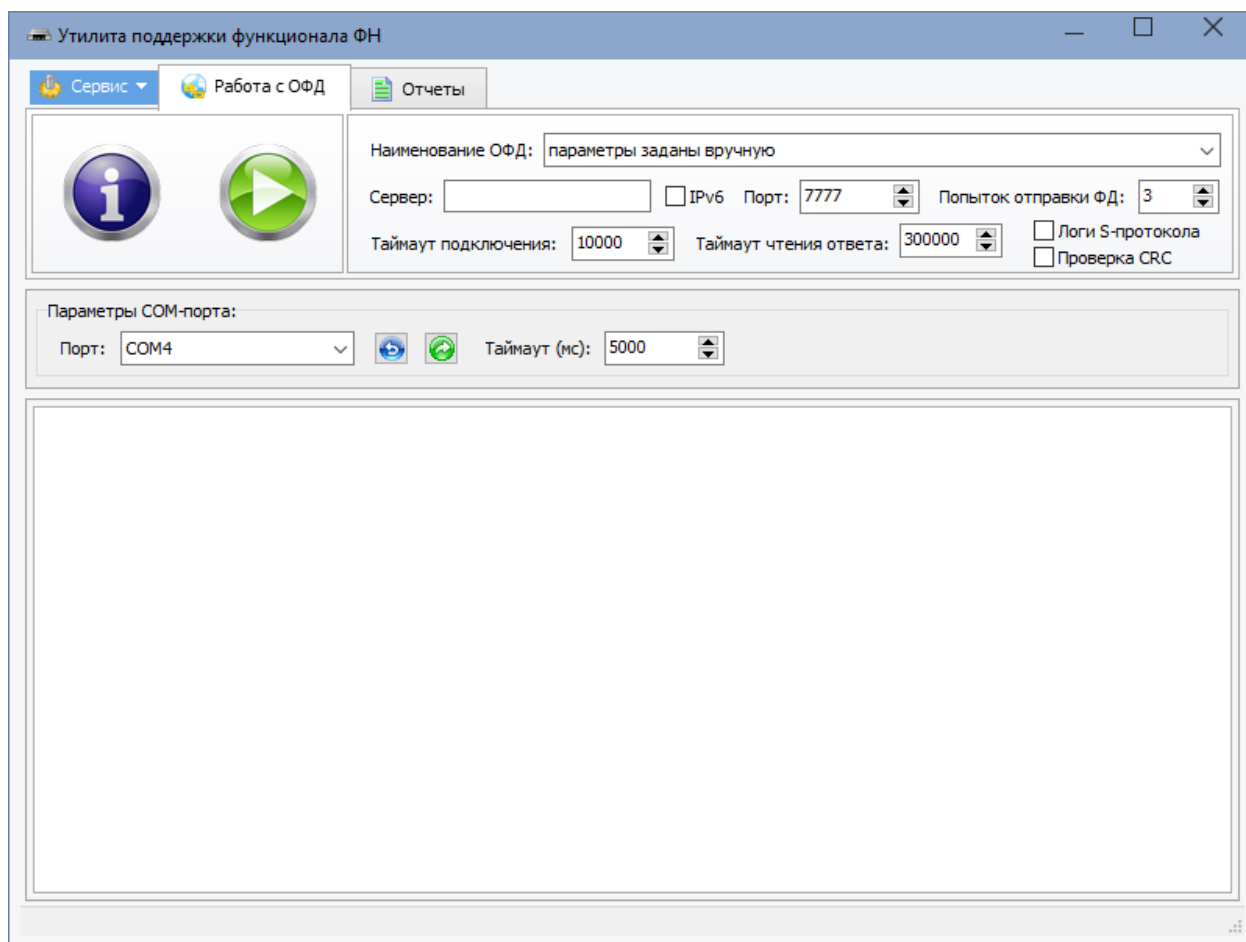 Утилита поддержки функционала ФН
Сервис Работа с ОФД Отчеты
Наименование ОФД: параметры заданы вручную
Сервер: IPv6 Порт: 7777 Попыток отправки ФД: 3
Таймаут подключения: 10000 Таймаут чтения ответа: 300000 Логи S-протокола
Проверка CRC
Параметры COM-порта:
Порт: COM4 Таймаут (мс): 5000